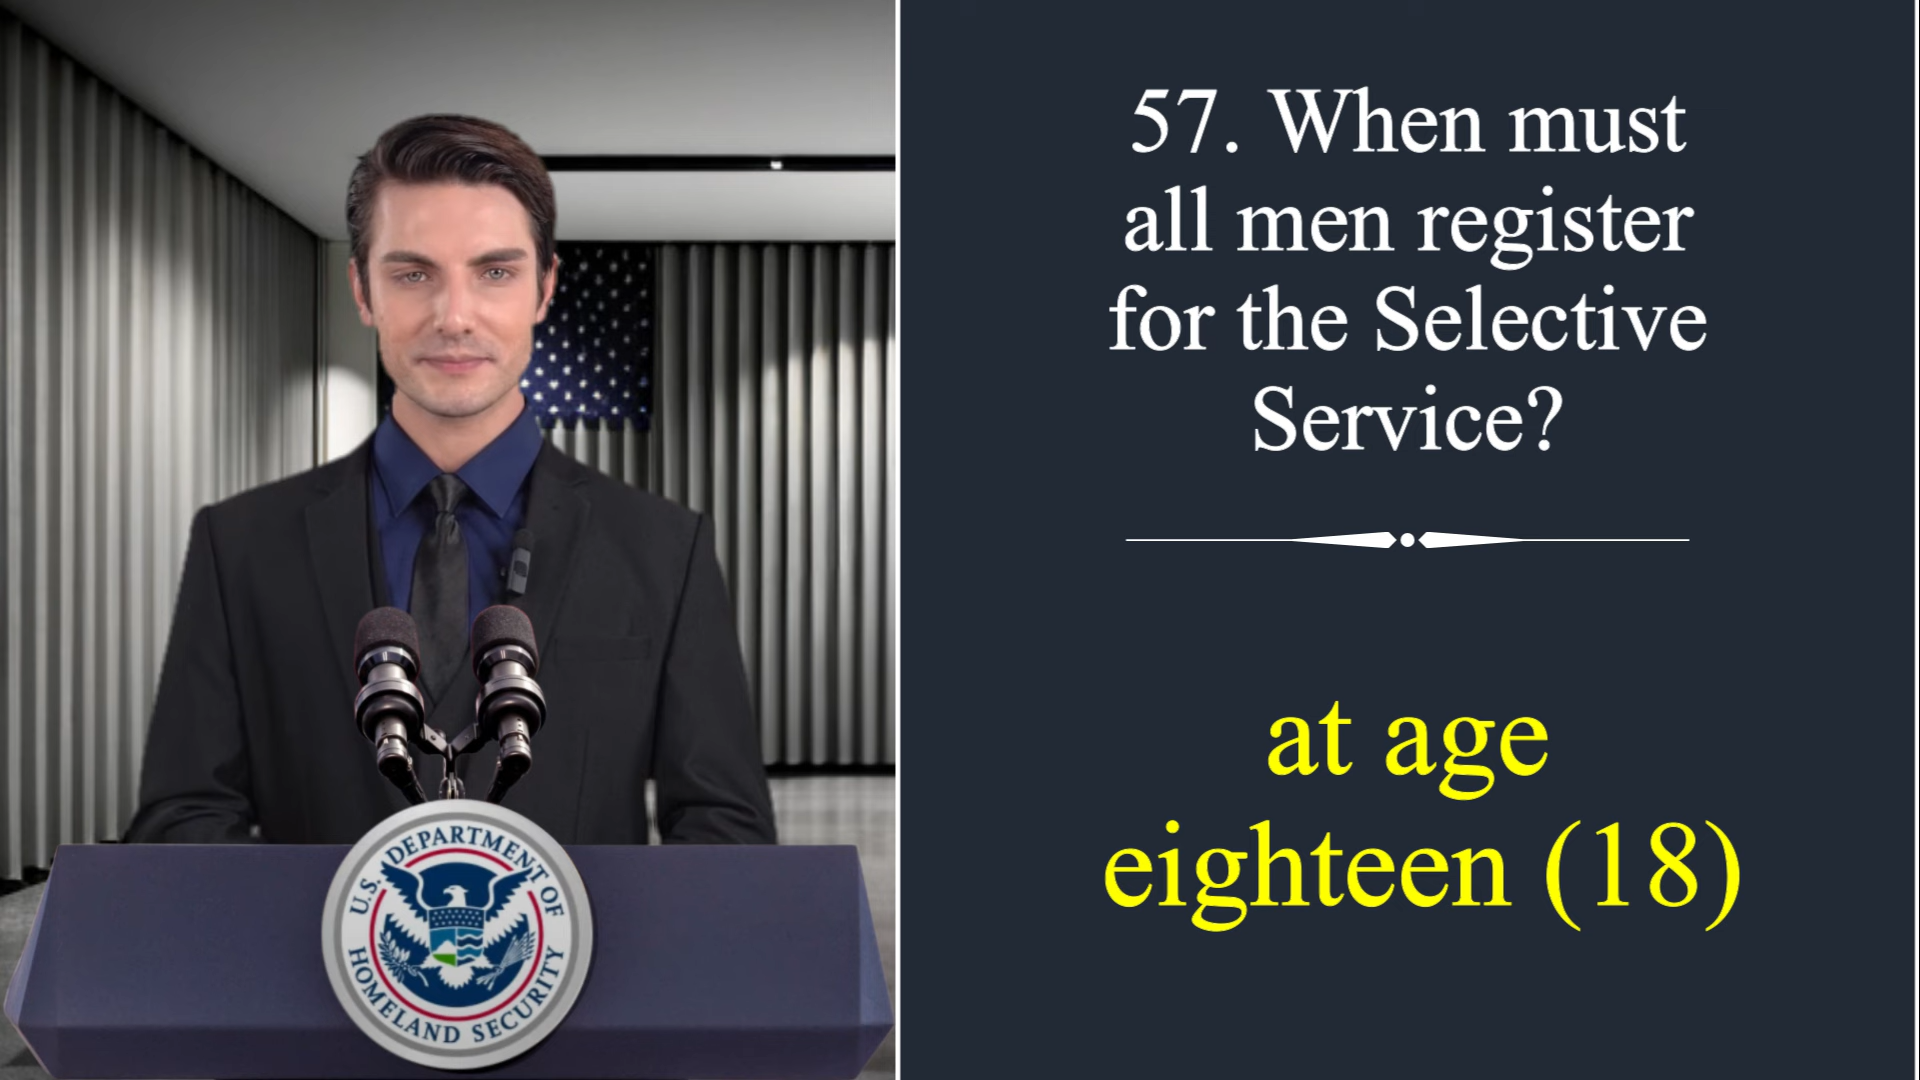 57. When must
all men register
for the Selective
Service?
at age
eighteen (18)
U.S. DEPARTMENT OF
HOMELAND SECURITY